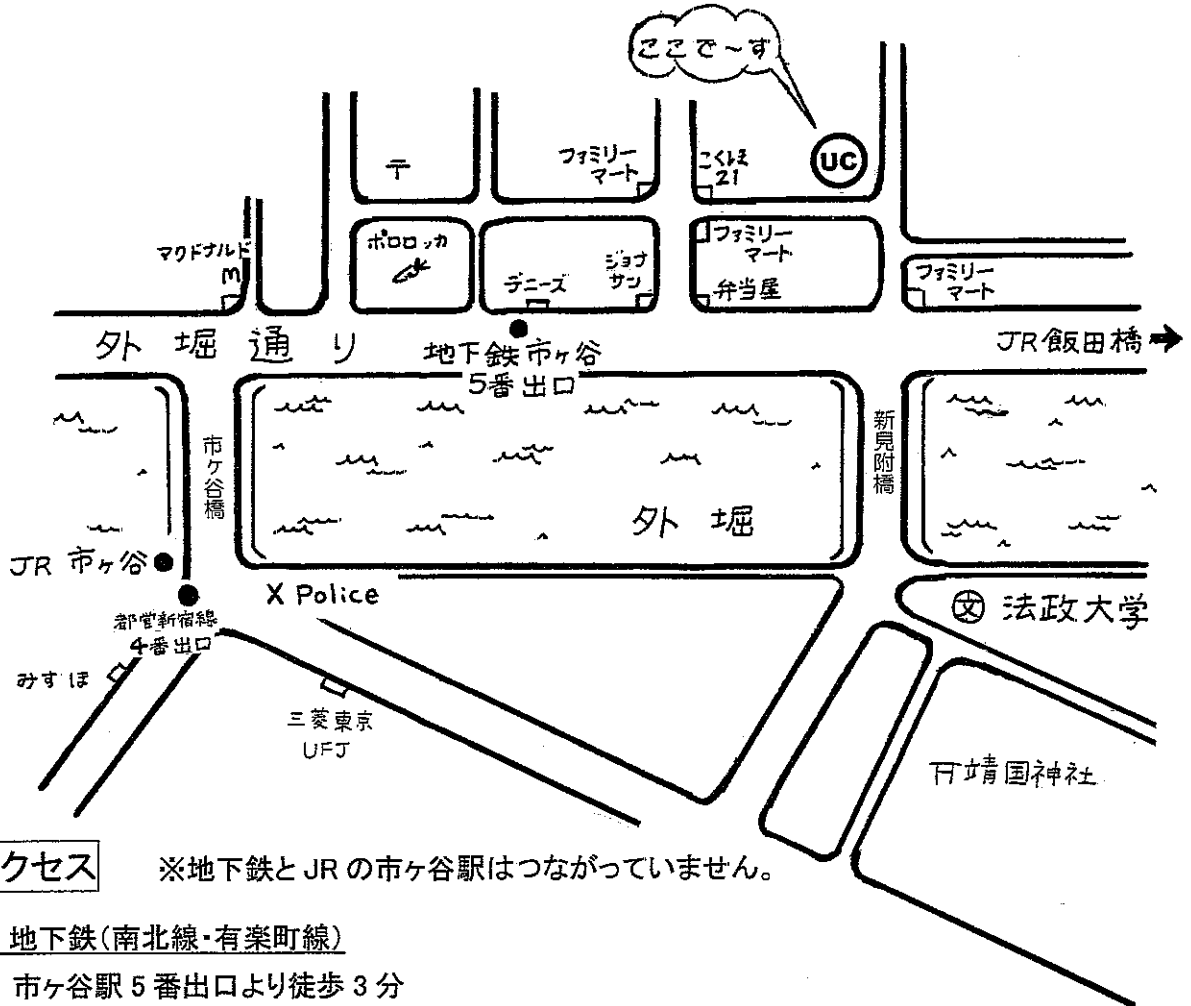 ここで〜す
UC
〒
ファミリー
マート
こくほ
21
マクドナルド
M
ポロロッカ
デニーズ
ジョナ
サン
ファミリー
マート
弁当屋
ファミリー
マート
外堀通り
地下鉄市ヶ谷
5番出口
JR飯田橋→
市ヶ谷橋
新見附橋
外堀
JR 市ヶ谷
X Police
都営新宿線
4番出口
文 法政大学
みずほ
三菱東京
UFJ
靖国神社
クセス
※地下鉄とJRの市ヶ谷駅はつながっていません。
地下鉄(南北線・有楽町線)
市ヶ谷駅5番出口より徒歩3分